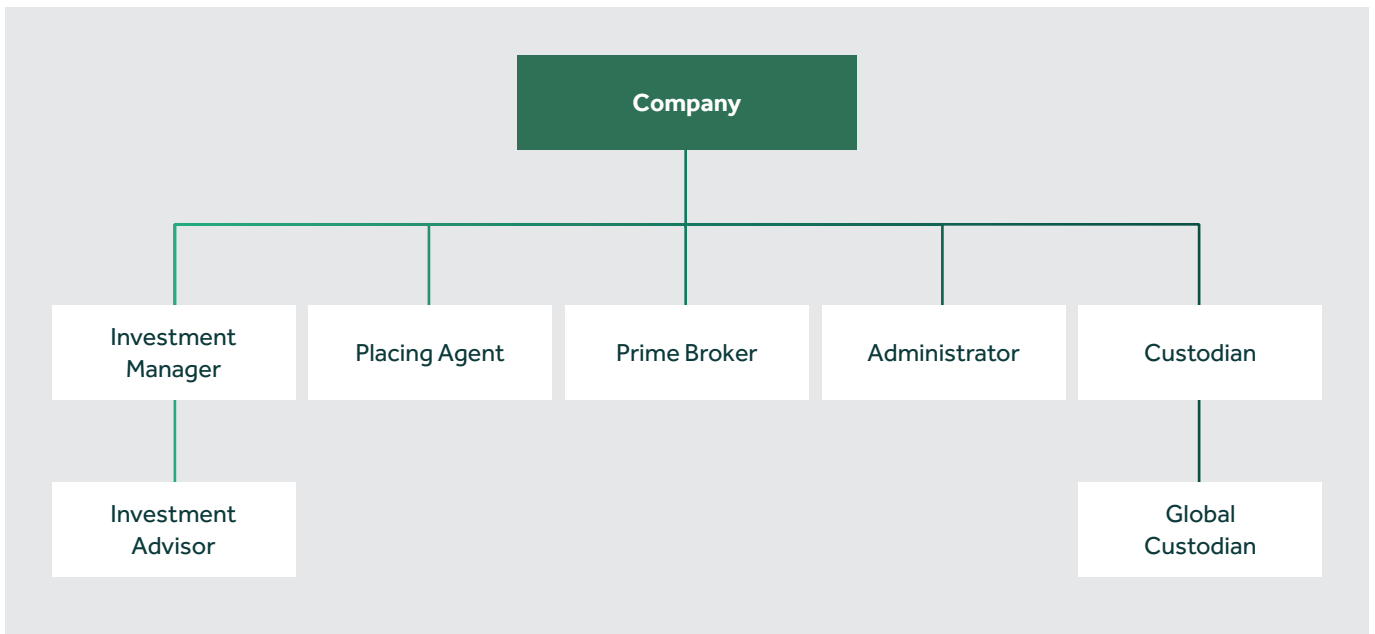 Company
Investment
Manager
Placing Agent
Prime Broker
Administrator
Custodian
Investment
Advisor
Global
Custodian